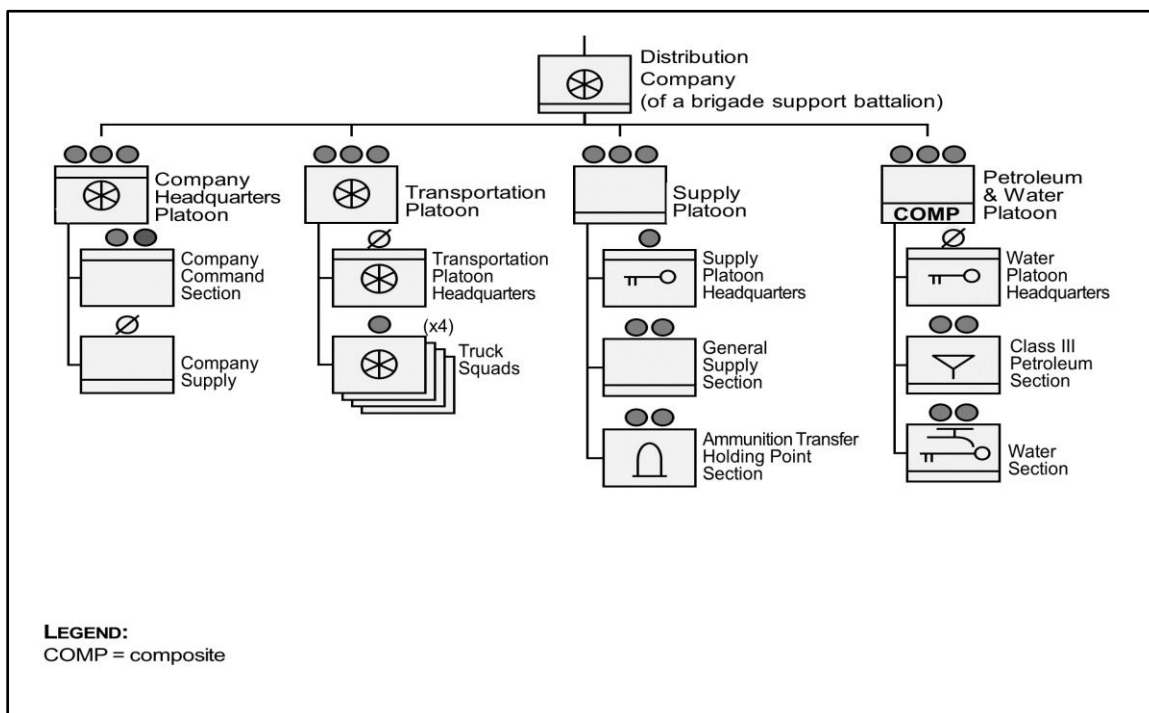 Distribution
Company
(of a brigade support battalion)
Company
Headquarters
Platoon
Transportation
Platoon
Supply
Platoon
Petroleum
& Water
Platoon
COMP
Company
Command
Section
Transportation
Platoon
Headquarters
Supply
Platoon
Headquarters
Water
Platoon
Headquarters
Company
Supply
(x4)
Truck
Squads
General
Supply
Section
Class III
Petroleum
Section
Ammunition Transfer
Holding Point
Section
Water
Section
LEGEND:
COMP = composite